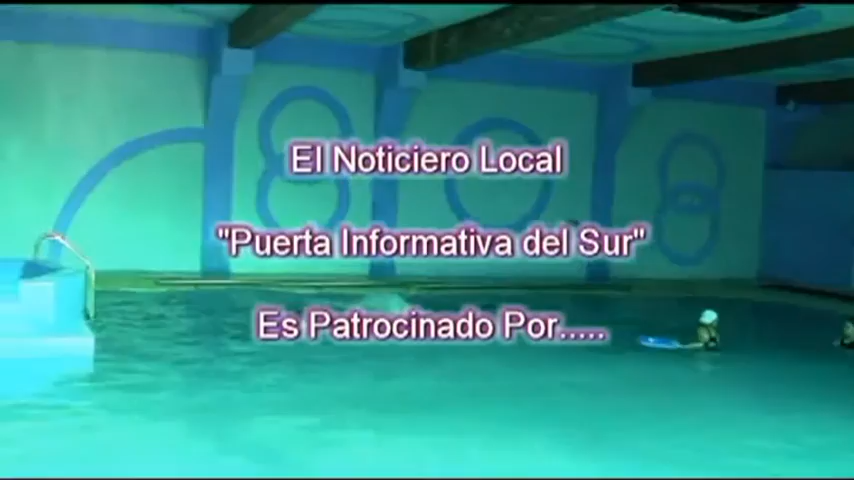 El Noticiero Local
"Puerta Informativa del Sur"
Es Patrocinado Por.....